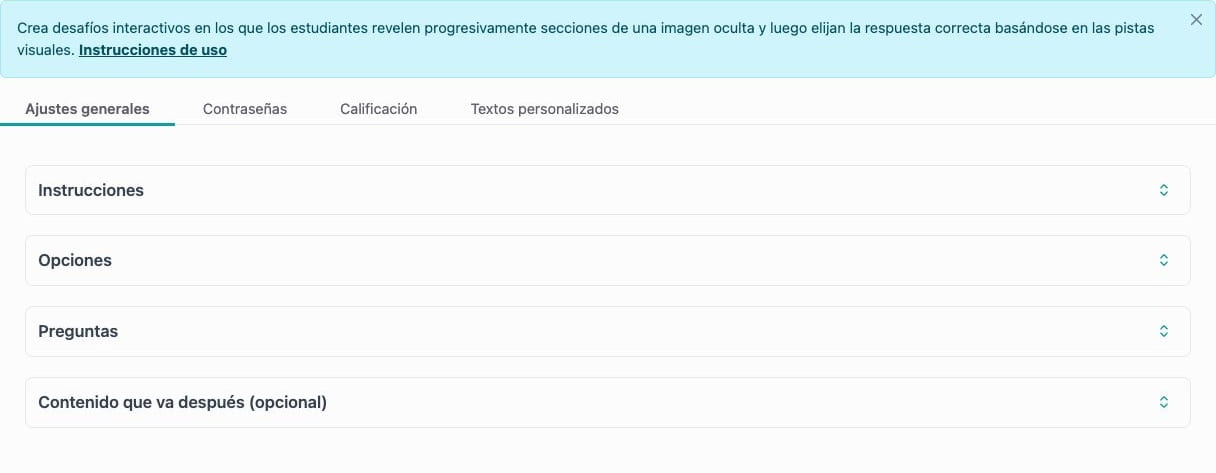 Crea desafíos interactivos en los que los estudiantes revelen progresivamente secciones de una imagen oculta y luego elijan la respuesta correcta basándose en las pistas
visuales. Instrucciones de uso
Ajustes generales
Contraseñas
Calificación
Textos personalizados
Instrucciones
Opciones
Preguntas
Contenido que va después (opcional)